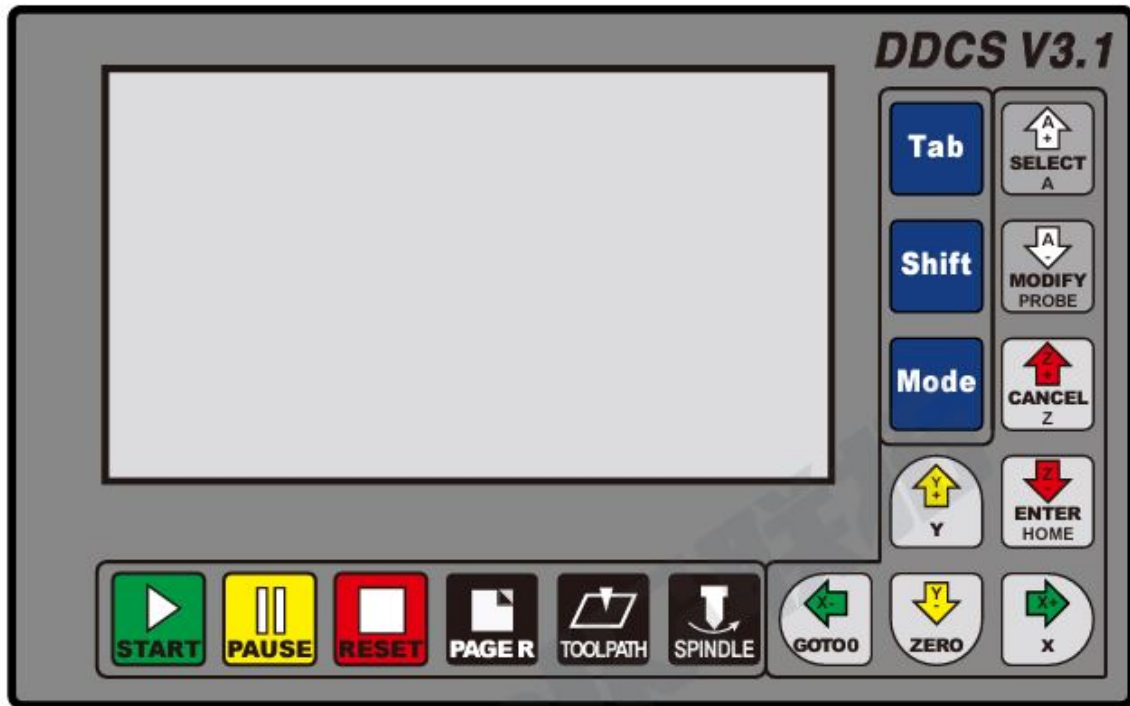 DDCS V3.1
Tab
A
+
SELECT
A
Shift
A
-
MODIFY
PROBE
Mode
Z
+
CANCEL
Z
Y
+
Y
Z
-
ENTER
HOME
START
PAUSE
RESET
PAGE R
TOOLPATH
SPINDLE
X-
GOTO0
Y
-
ZERO
X+
X